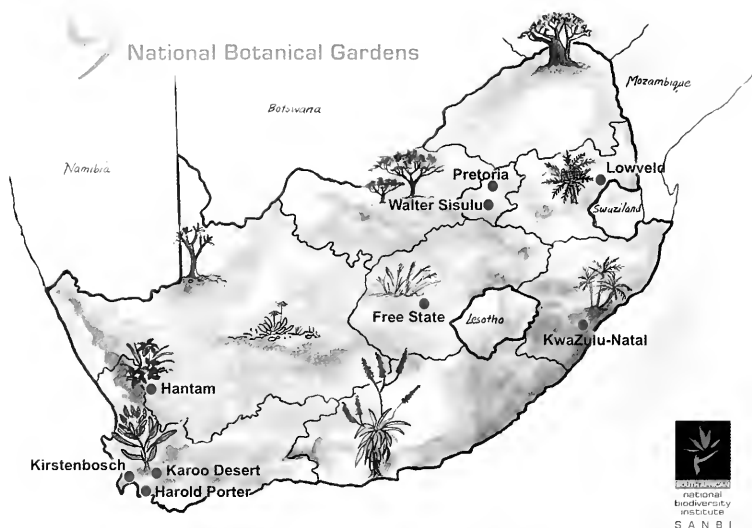 National Botanical Gardens
Mozambique
Botswana
Namibia
Pretoria
Lowveld
Walter Sisulu
Swaziland
Free State
Lesotho
KwaZulu-Natal
Hantam
Kirstenbosch
Karoo Desert
Harold Porter
SOUTH AFRICAN
national
biodiversity
institute
S A N B I